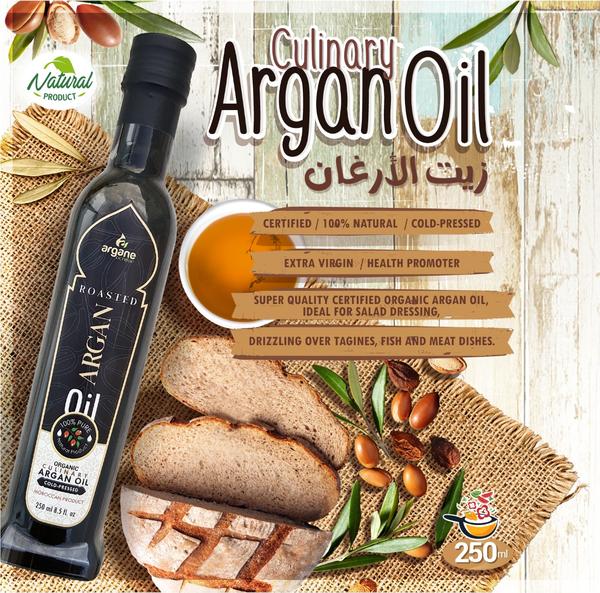 Natural
PRODUCT
Culinary
Argan Oil
زيت الأرغان
CERTIFIED / 100% NATURAL / COLD-PRESSED
EXTRA VIRGIN / HEALTH PROMOTER
SUPER QUALITY CERTIFIED ORGANIC ARGAN OIL,
IDEAL FOR SALAD DRESSING,
DRIZZLING OVER TAGINES, FISH AND MEAT DISHES.
argane
ROASTED
ARGAN
Oil
100% PURE
ORGANIC
CULINARY
ARGAN OIL
COLD-PRESSED
MOROCCAN PRODUCT
250 ml 8.5 fl. oz
250ml